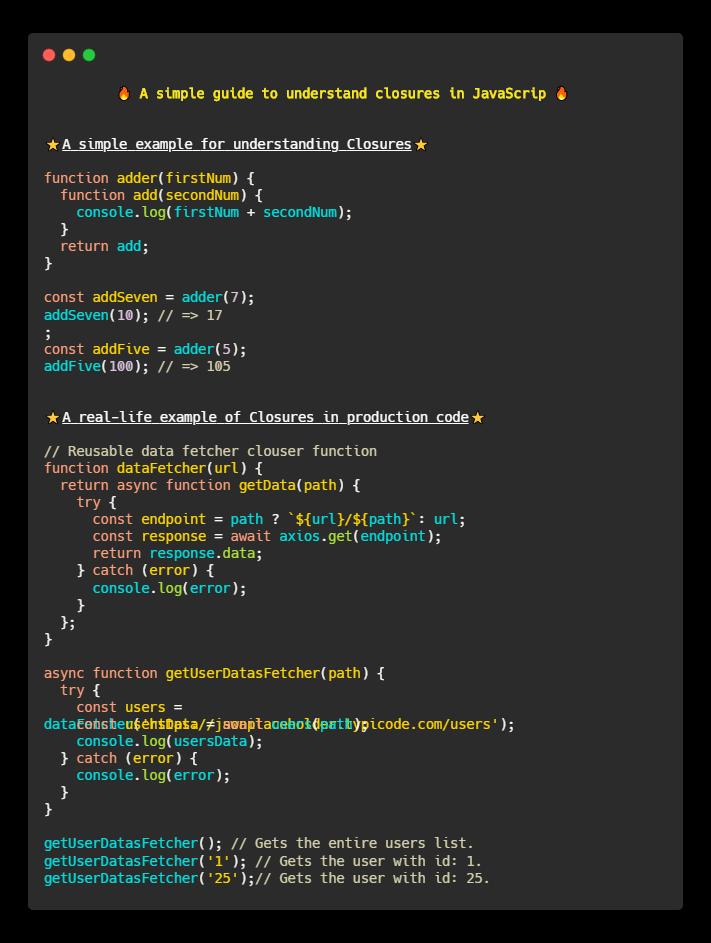 🔥 A simple guide to understand closures in JavaScrip 🔥
⭐A simple example for understanding Closures⭐
function adder(firstNum) {
  function add(secondNum) {
    console.log(firstNum + secondNum);
  }
  return add;
}
const addSeven = adder(7);
addSeven(10); // => 17
;
const addFive = adder(5);
addFive(100); // => 105
⭐A real-life example of Closures in production code⭐
// Reusable data fetcher clouser function
function dataFetcher(url) {
  return async function getData(path) {
    try {
      const endpoint = path ? `${url}/${path}`: url;
      const response = await axios.get(endpoint);
      return response.data;
    } catch (error) {
      console.log(error);
    }
  };
}
async function getUserDatasFetcher(path) {
  try {
    const users =
dataFetcher('https://jsonplaceholder.typicode.com/users');
    const usersData = await users(path);
    console.log(usersData);
  } catch (error) {
    console.log(error);
  }
}
getUserDatasFetcher(); // Gets the entire users list.
getUserDatasFetcher('1'); // Gets the user with id: 1.
getUserDatasFetcher('25');// Gets the user with id: 25.